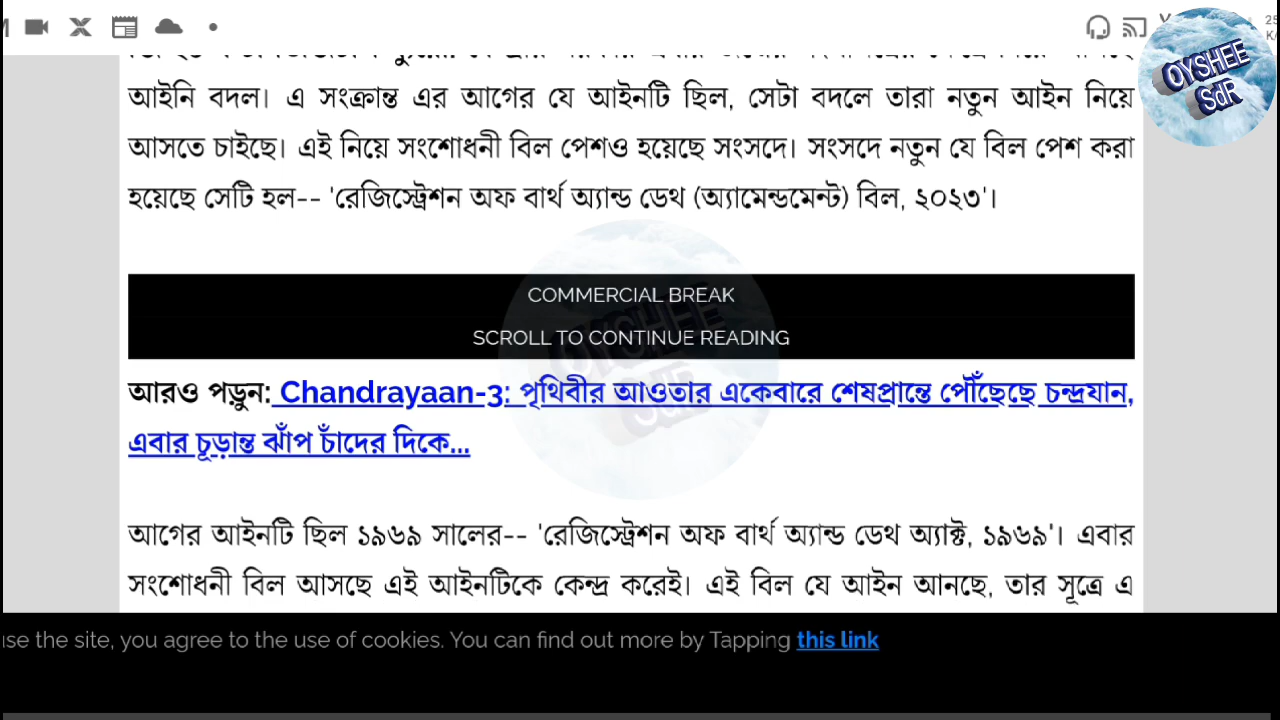 আইনি বদল। এ সংক্রান্ত এর আগের যে আইনটি ছিল, সেটা বদলে তারা নতুন আইন নিয়ে
আসতে চাইছে। এই নিয়ে সংশোধনী বিল পেশও হয়েছে সংসদে। সংসদে নতুন যে বিল পেশ করা
হয়েছে সেটি হল-- 'রেজিস্ট্রেশন অফ বার্থ অ্যান্ড ডেথ (অ্যামেন্ডমেন্ট) বিল, ২০২৩'।
COMMERCIAL BREAK
SCROLL TO CONTINUE READING
আরও পড়ুন: Chandrayaan-3: পৃথিবীর আওতার একেবারে শেষপ্রান্তে পৌঁছেছে চন্দ্রযান,
এবার চূড়ান্ত ঝাঁপ চাঁদের দিকে...
আগের আইনটি ছিল ১৯৬৯ সালের-- 'রেজিস্ট্রেশন অফ বার্থ অ্যান্ড ডেথ অ্যাক্ট, ১৯৬৯'। এবার
সংশোধনী বিল আসছে এই আইনটিকে কেন্দ্র করেই। এই বিল যে আইন আনছে, তার সূত্রে এ
use the site, you agree to the use of cookies. You can find out more by Tapping this link
OYSHEE
SdR
OYSHEE
SdR